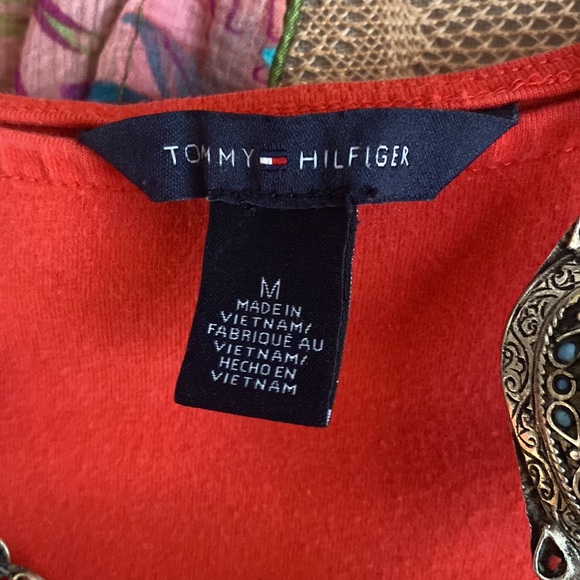 TOMMY HILFIGER
M
MADE IN
VIETNAM/
FABRIQUÉ AU
VIETNAM/
HECHO EN
VIETNAM